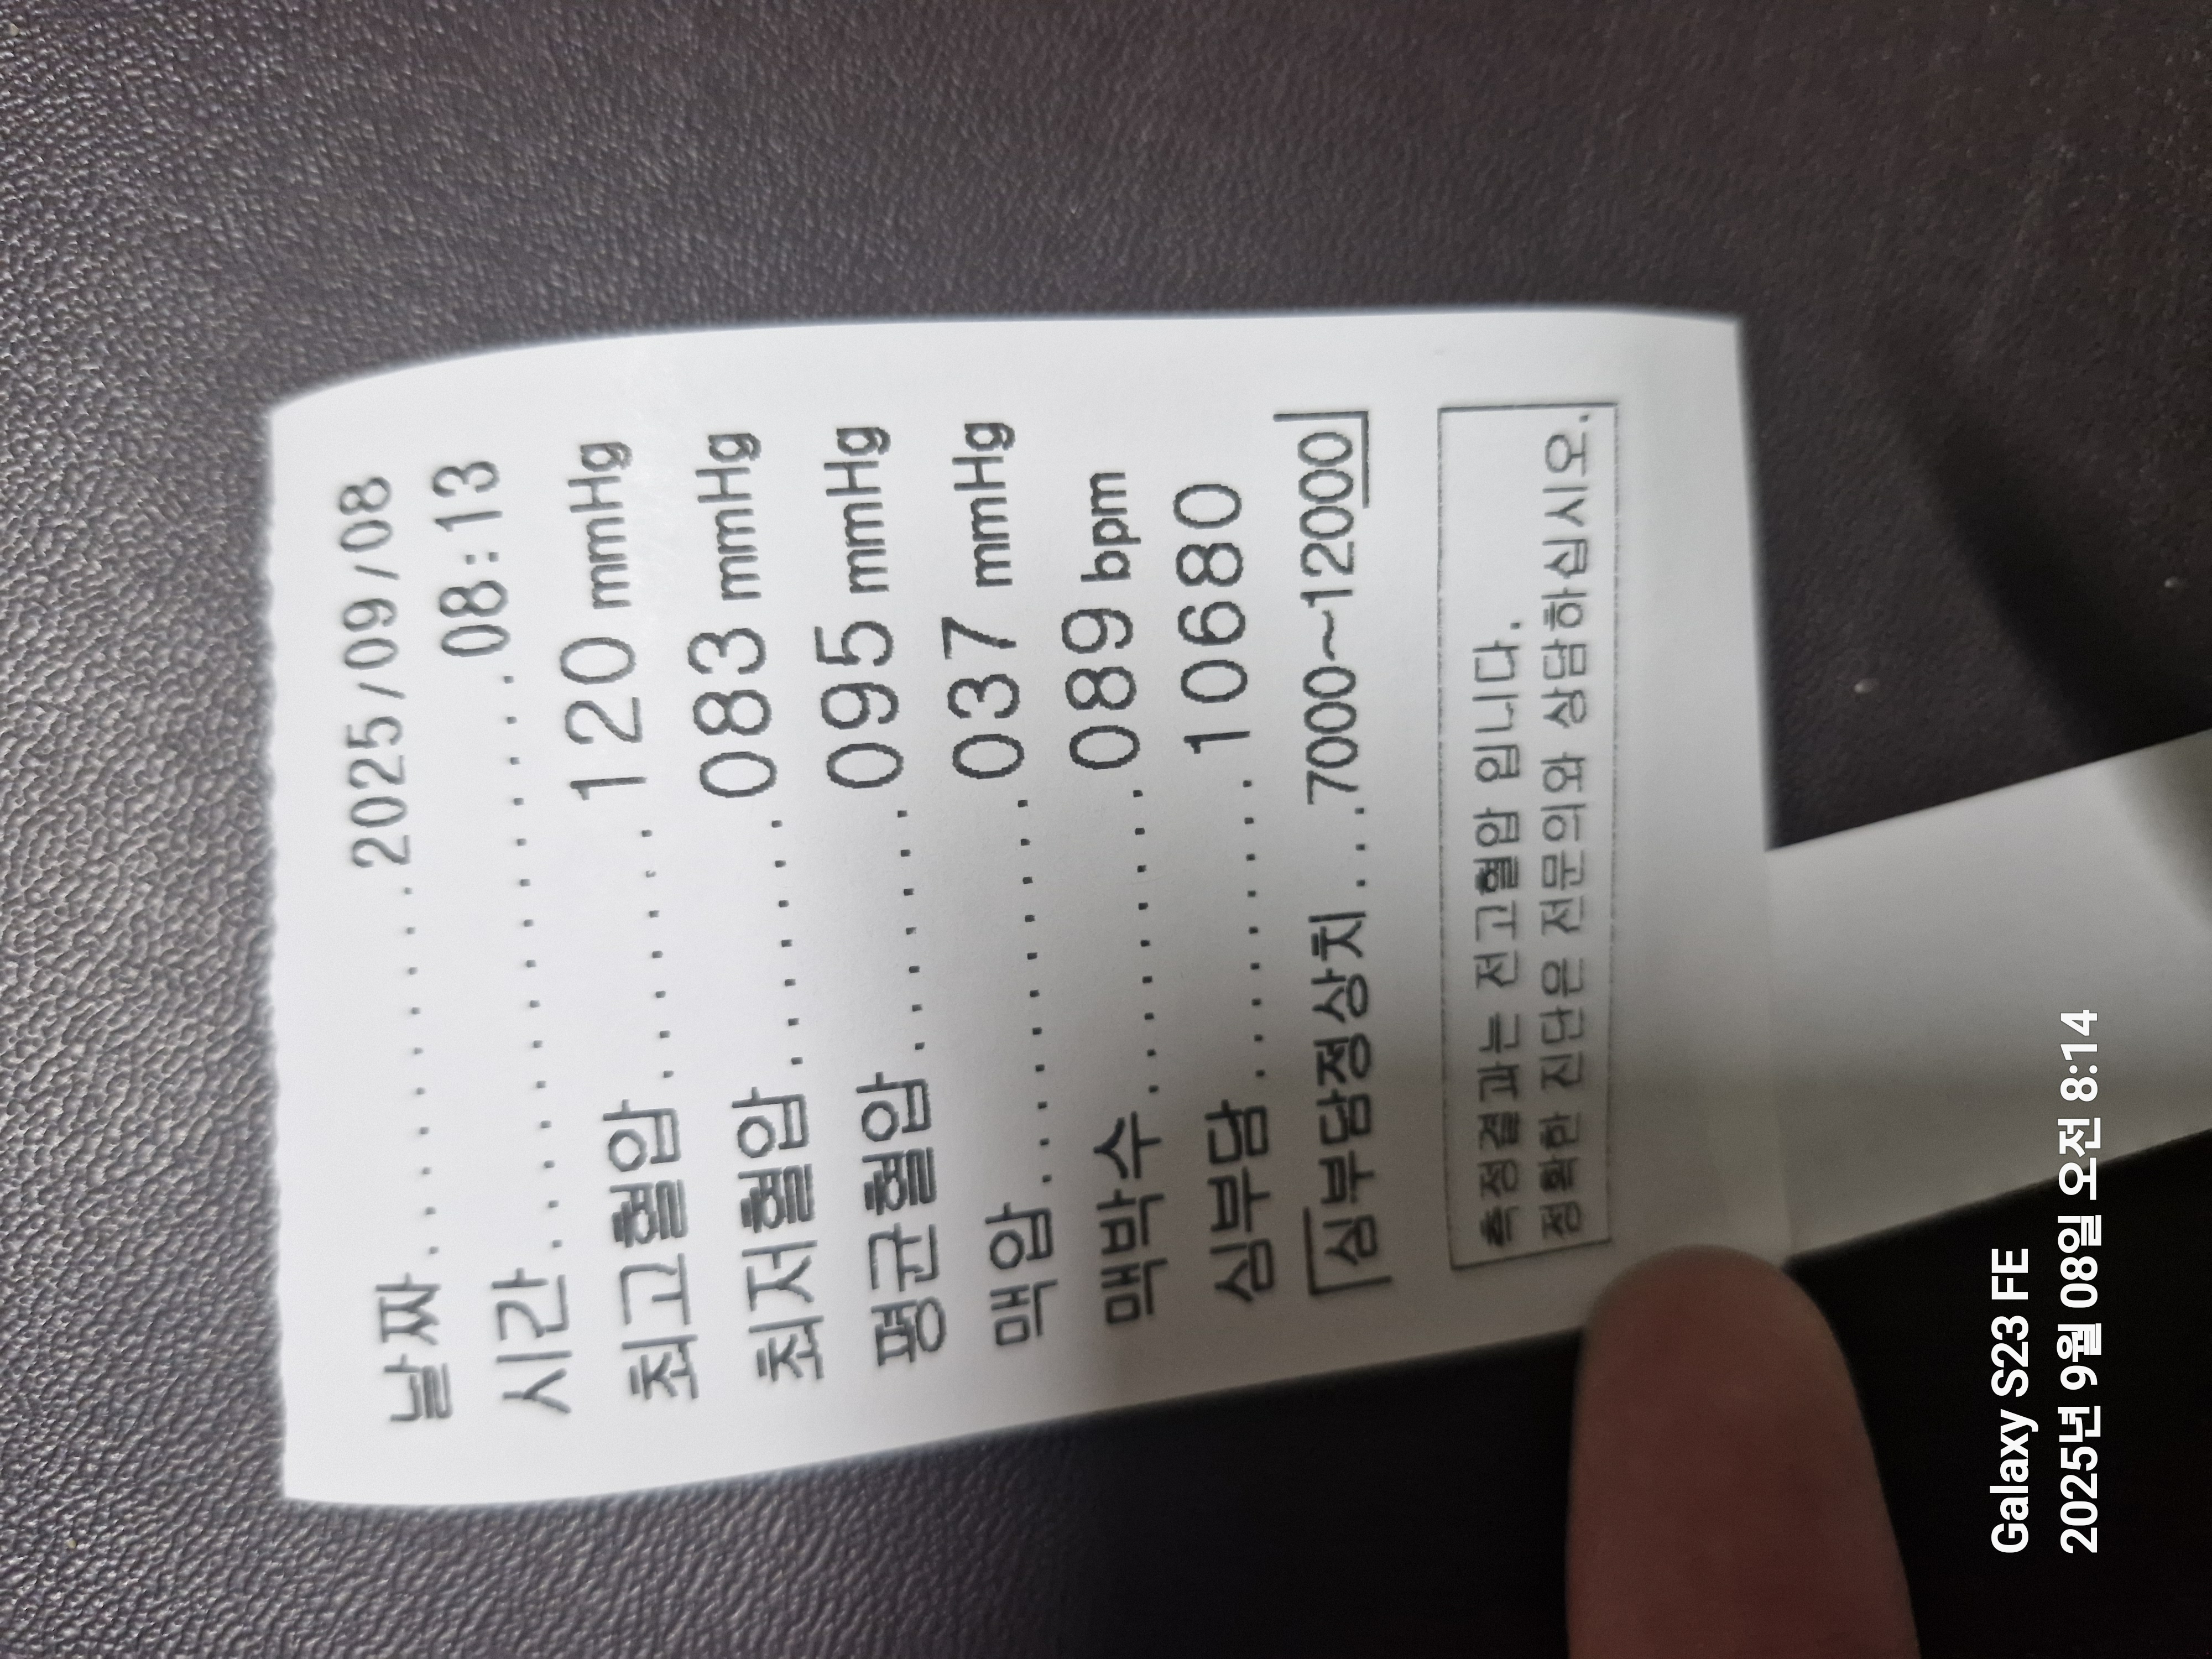 날짜..............2025/09/08
시간................08:13
최고혈압.......120 mmHg
최저혈압.......083 mmHg
평균혈압.......095 mmHg
맥압..........037 mmHg
맥박수.........089 bpm
심부담.........10680
[심부담정상치...7000~12000]
측정결과는 전고혈압 입니다.
정확한 진단은 전문의와 상담하십시오.
Galaxy S23 FE
2025년 9월 08일 오전 8:14